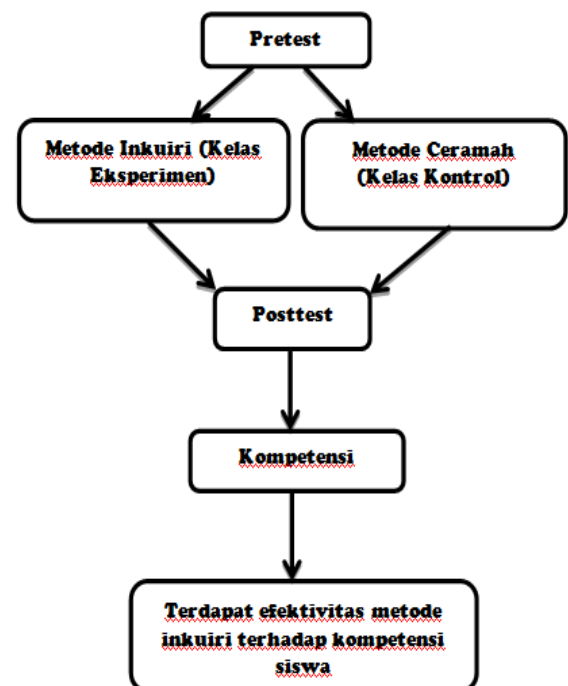 Pretest
Metode Inkuiri (Kelas
Eksperimen)
Metode Ceramah
(Kelas Kontrol)
Posttest
Kompetensi
Terdapat efektivitas metode
inkuiri terhadap kompetensi
siswa